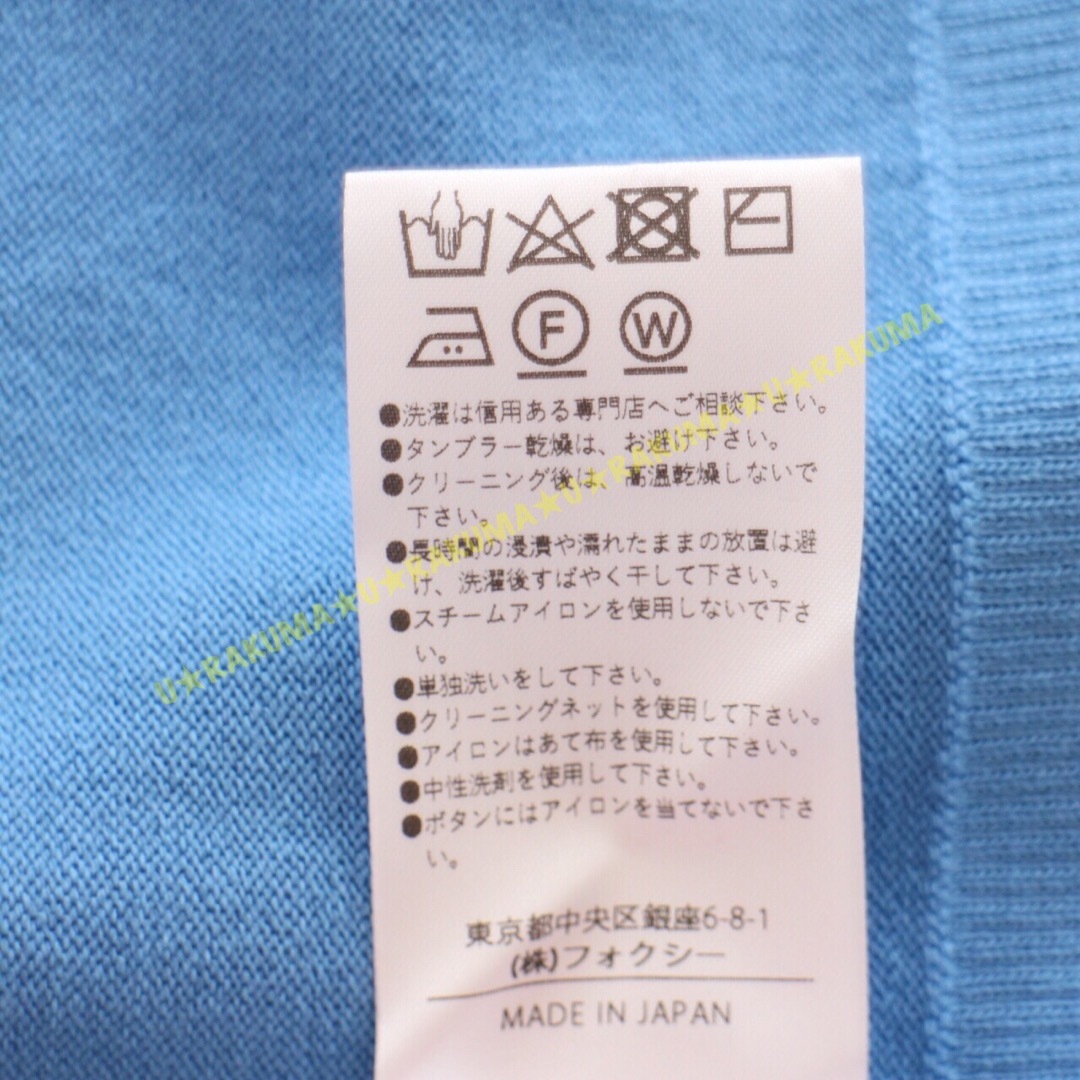 F W
●洗濯は信用ある専門店へご相談下さい。
●タンブラー乾燥は、お避け下さい。
●クリーニング後は、高温乾燥しないで
下さい。
●長時間の浸漬や濡れたままの放置は避
け、洗濯後すばやく干して下さい。
●スチームアイロンを使用しないで下さ
い。
●単独洗いをして下さい。
●クリーニングネットを使用して下さい。
●アイロンはあて布を使用して下さい。
●中性洗剤を使用して下さい。
●ボタンにはアイロンを当てないで下さ
い。
東京都中央区銀座6-8-1
(株)フォクシー
MADE IN JAPAN
U★RAKUMA★U★RAKUMA★U★RAKUMA★U★RAKUMA